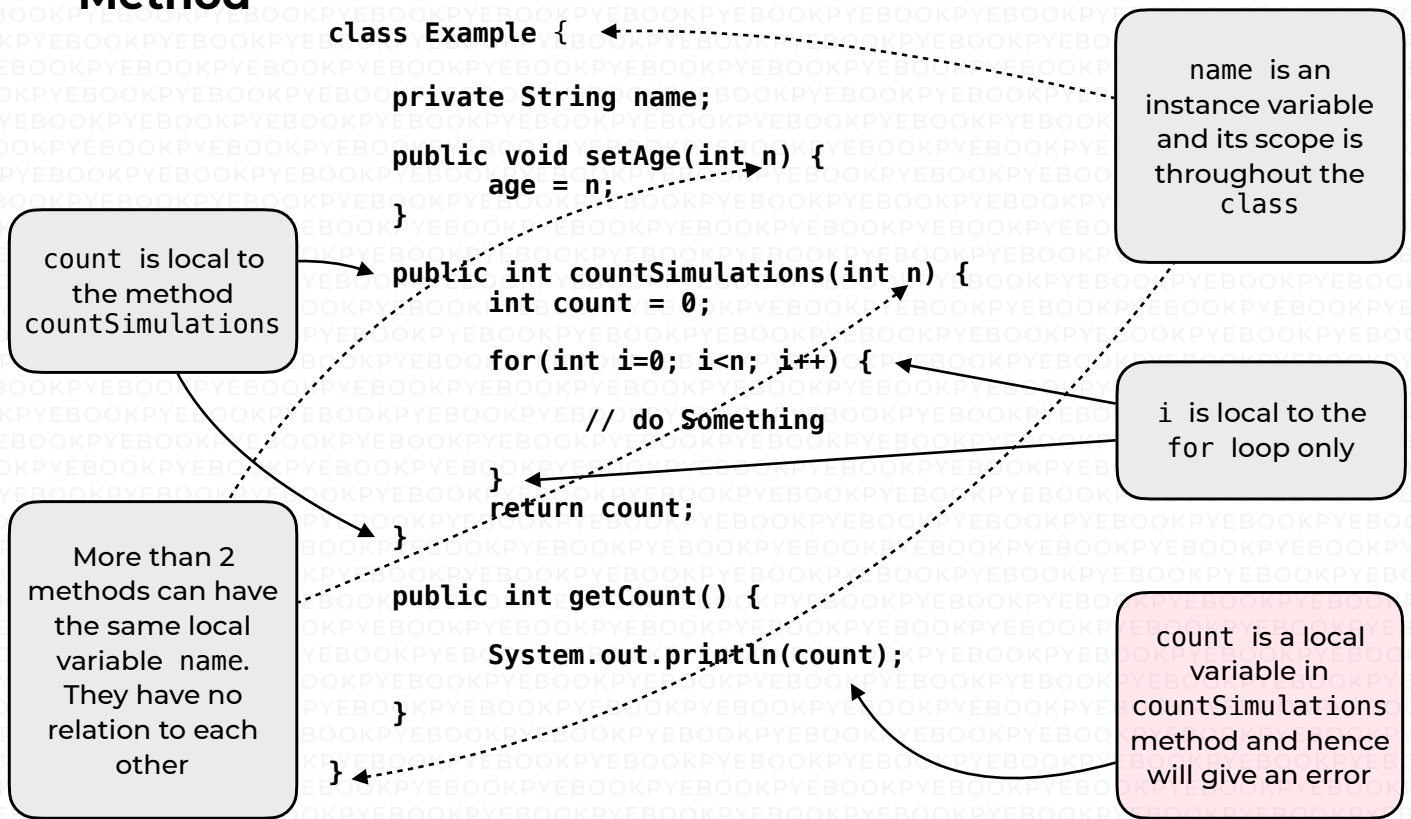 Method
class Example {
private String name;
public void setAge(int n) {
age = n;
}
public int countSimulations(int n) {
int count = 0;
for(int i=0; i<n; i++) {
// do Something
}
return count;
}
public int getCount() {
System.out.println(count);
}
}
name is an
instance variable
and its scope is
throughout the
class
count is local to
the method
countSimulations
i is local to the
for loop only
More than 2
methods can have
the same local
variable name.
They have no
relation to each
other
count is a local
variable in
countSimulations
method and hence
will give an error